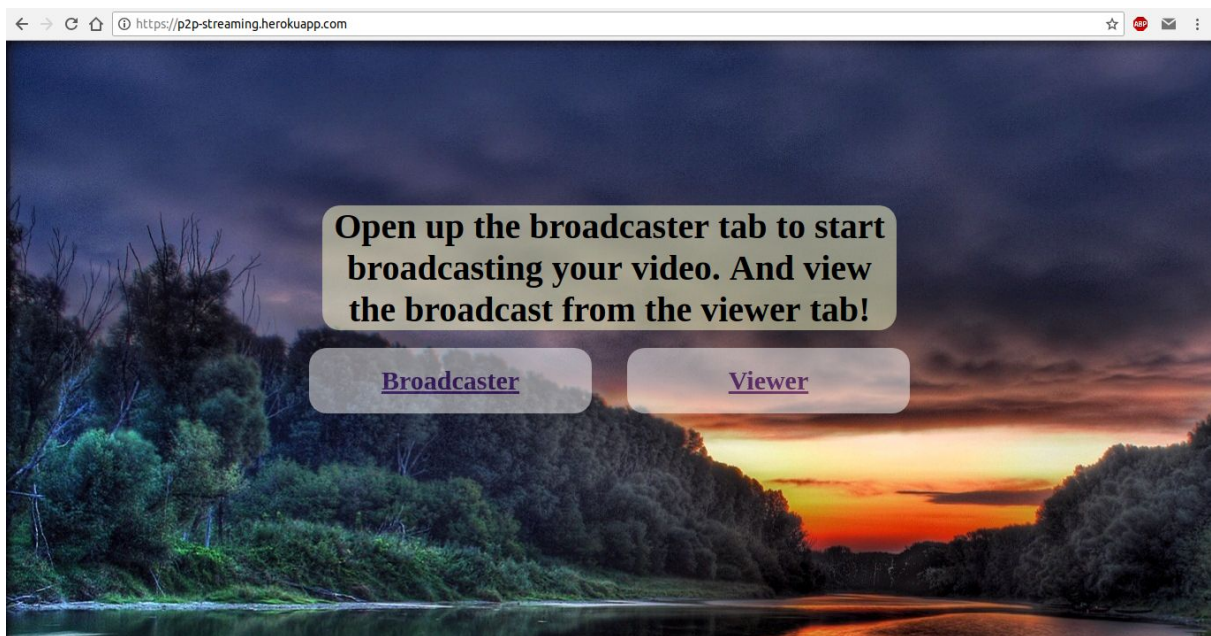 https://p2p-streaming.herokuapp.com
ABP
Open up the broadcaster tab to start
broadcasting your video. And view
the broadcast from the viewer tab!
Broadcaster
Viewer